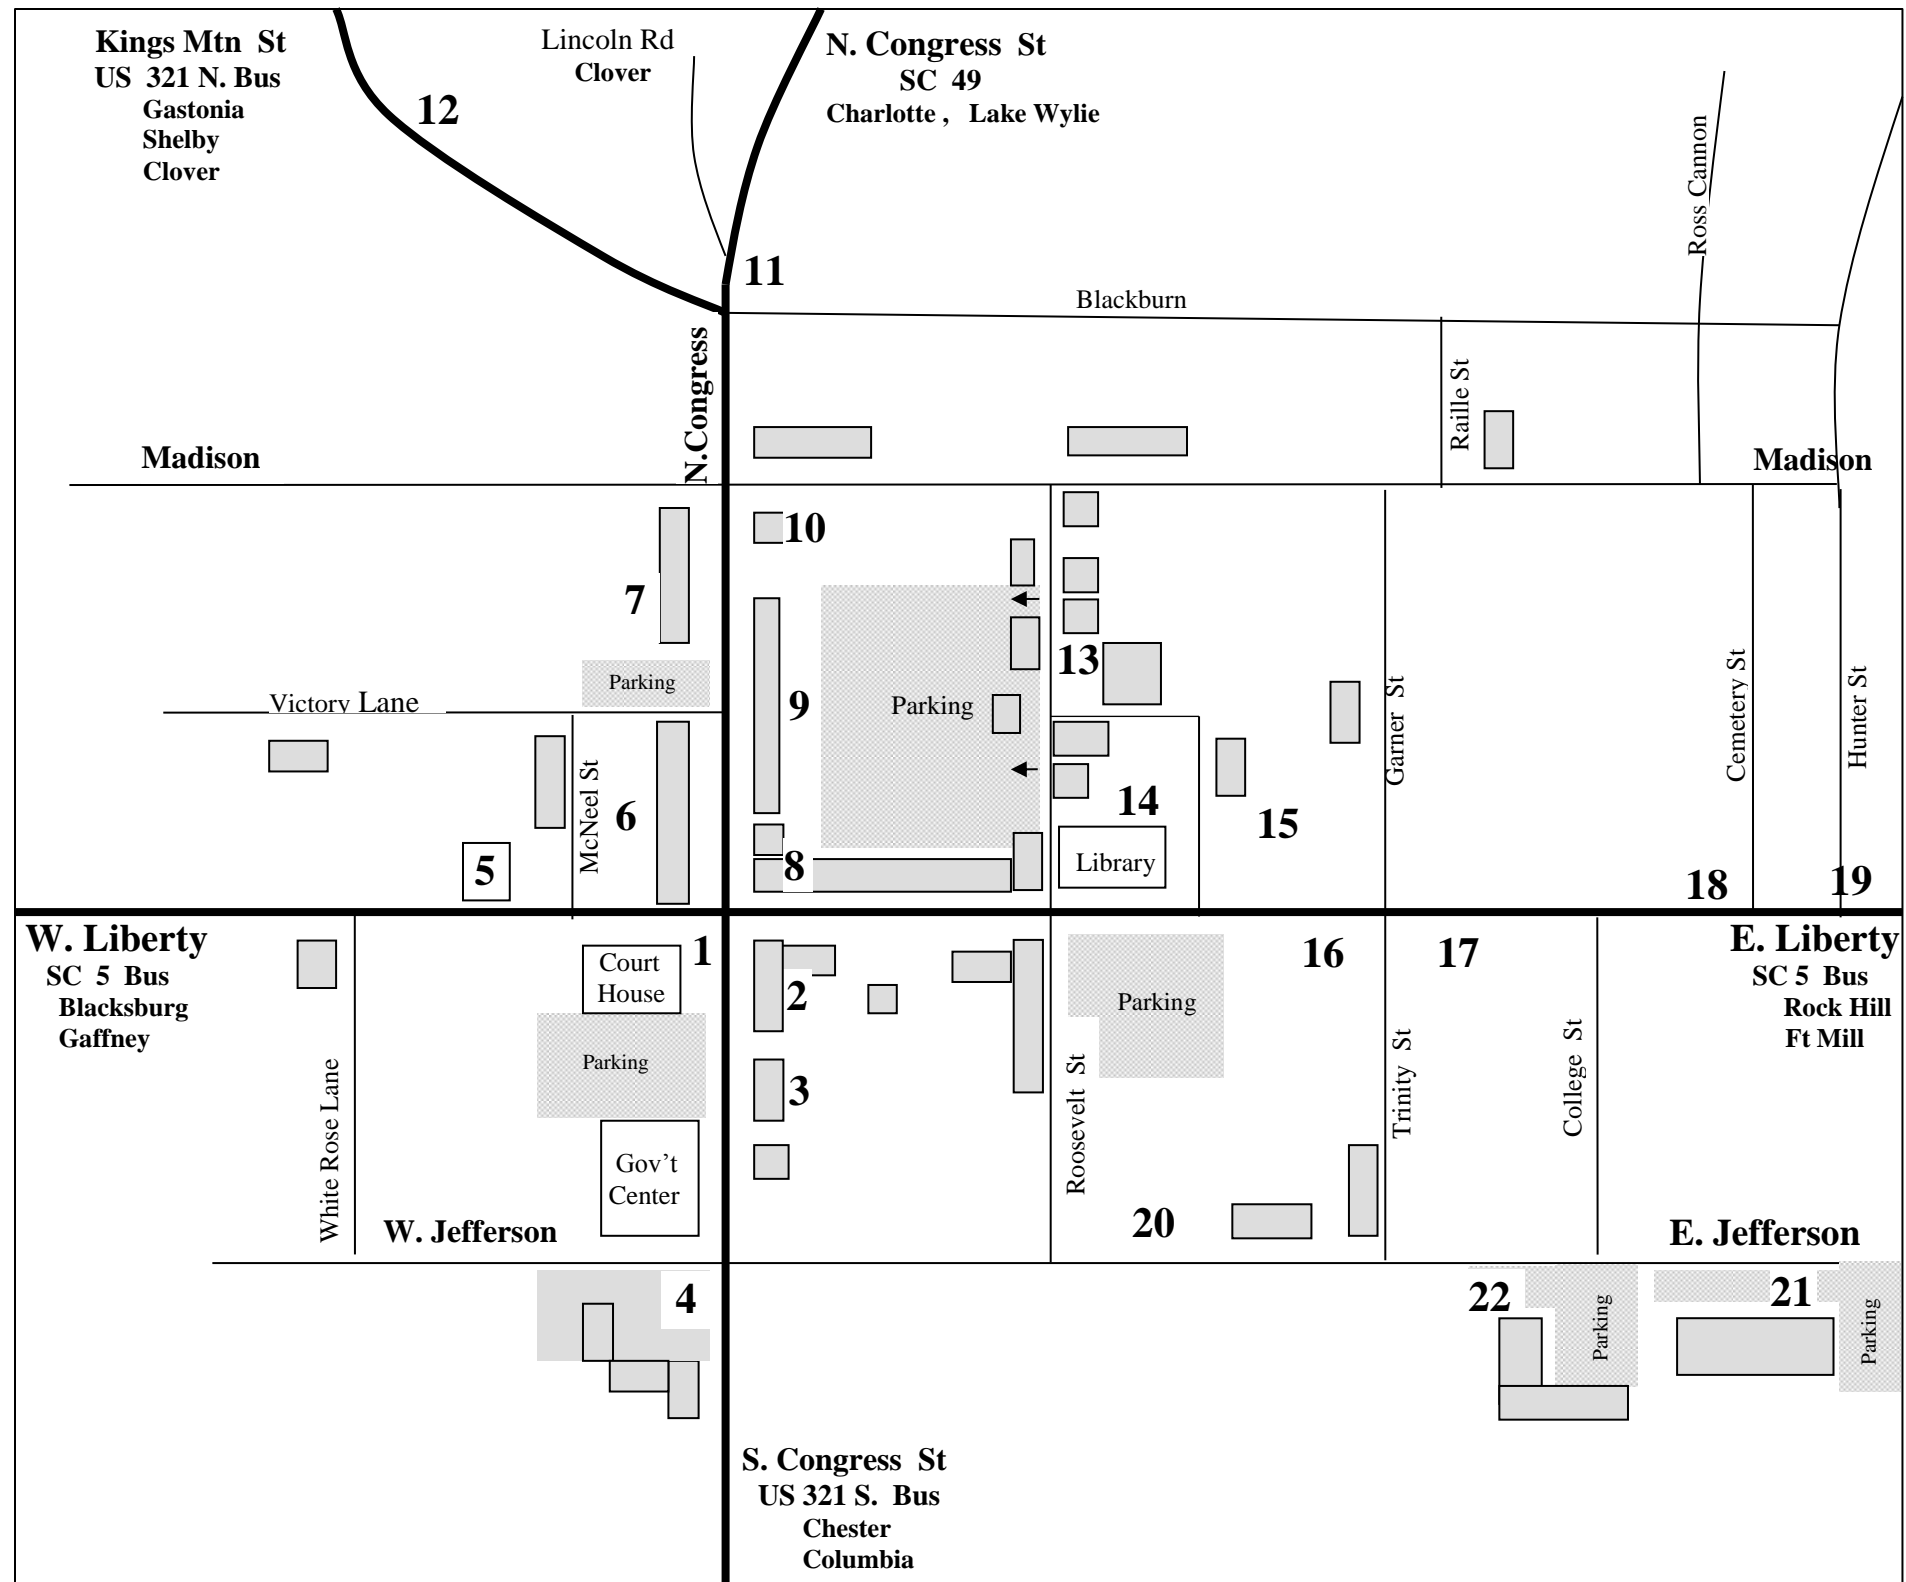 Kings Mtn St
US 321 N. Bus
Gastonia
Shelby
Clover
12
Lincoln Rd
Clover
N. Congress St
SC 49
Charlotte , Lake Wylie
Ross Cannon
11
Blackburn
N.Congress
Raille St
Madison
Madison
10
7
Parking
Victory Lane
9
Parking
13
Garner St
Cemetery St
Hunter St
McNeel St
6
5
8
14
Library
15
18
19
W. Liberty
SC 5 Bus
Blacksburg
Gaffney
1
Court
House
2
Parking
16
17
E. Liberty
SC 5 Bus
Rock Hill
Ft Mill
Parking
3
White Rose Lane
Gov't
Center
Roosevelt St
Trinity St
College St
20
W. Jefferson
E. Jefferson
4
22
Parking
21
Parking
S. Congress St
US 321 S. Bus
Chester
Columbia